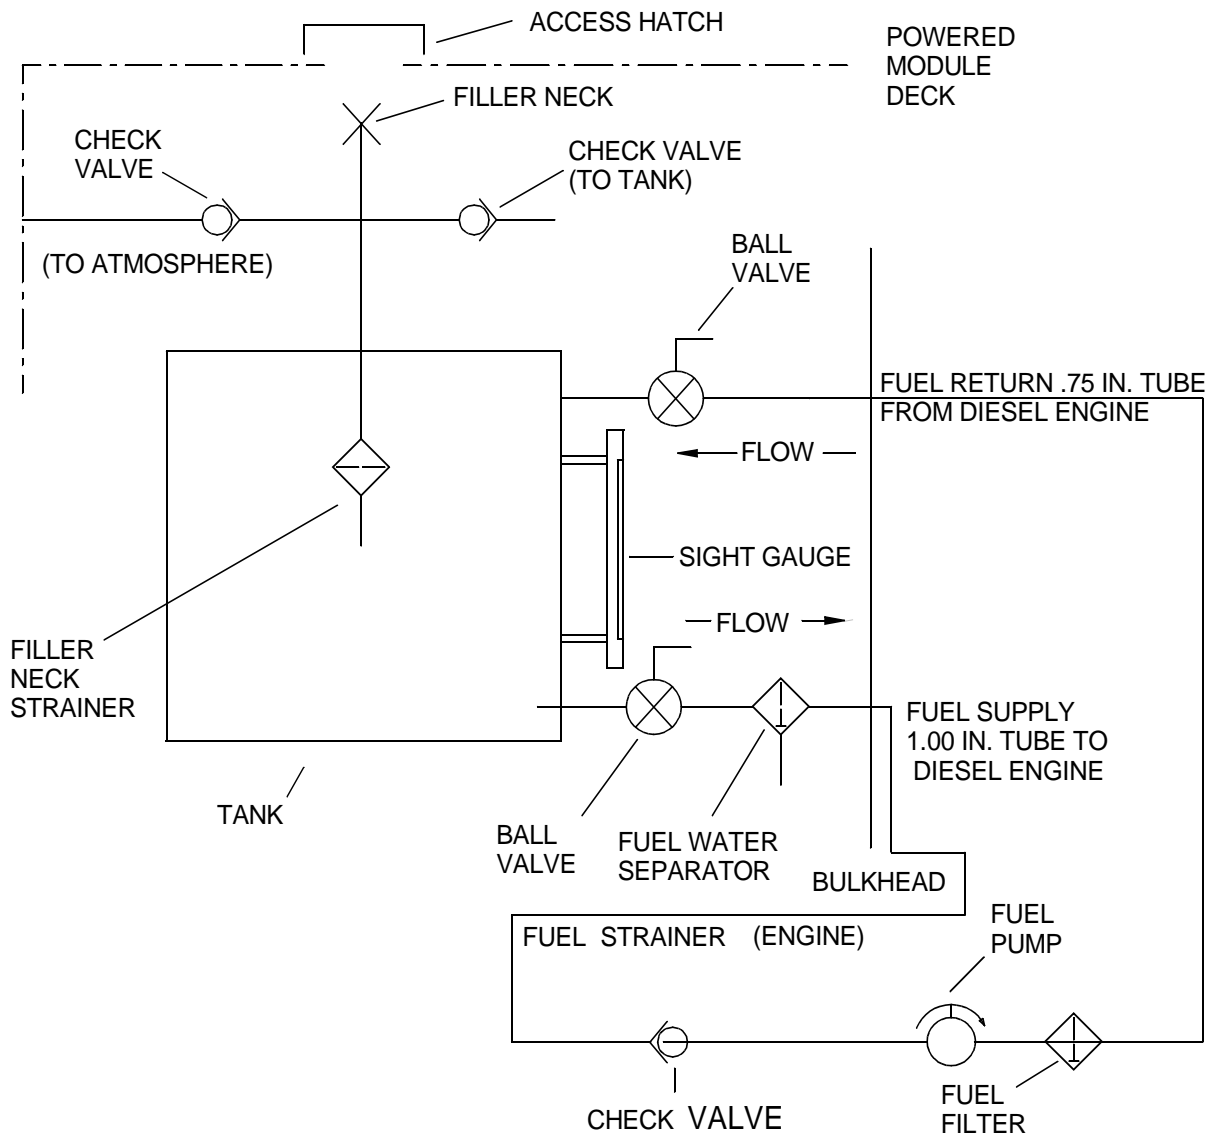 ACCESS HATCH
POWERED
MODULE
DECK
FILLER NECK
CHECK
VALVE
CHECK VALVE
(TO TANK)
(TO ATMOSPHERE)
BALL
VALVE
FUEL RETURN .75 IN. TUBE
FROM DIESEL ENGINE
FLOW
SIGHT GAUGE
FLOW
FILLER
NECK
STRAINER
FUEL SUPPLY
1.00 IN. TUBE TO
DIESEL ENGINE
TANK
BALL
VALVE
FUEL WATER
SEPARATOR
BULKHEAD
FUEL STRAINER (ENGINE)
FUEL
PUMP
FUEL
FILTER
CHECK VALVE